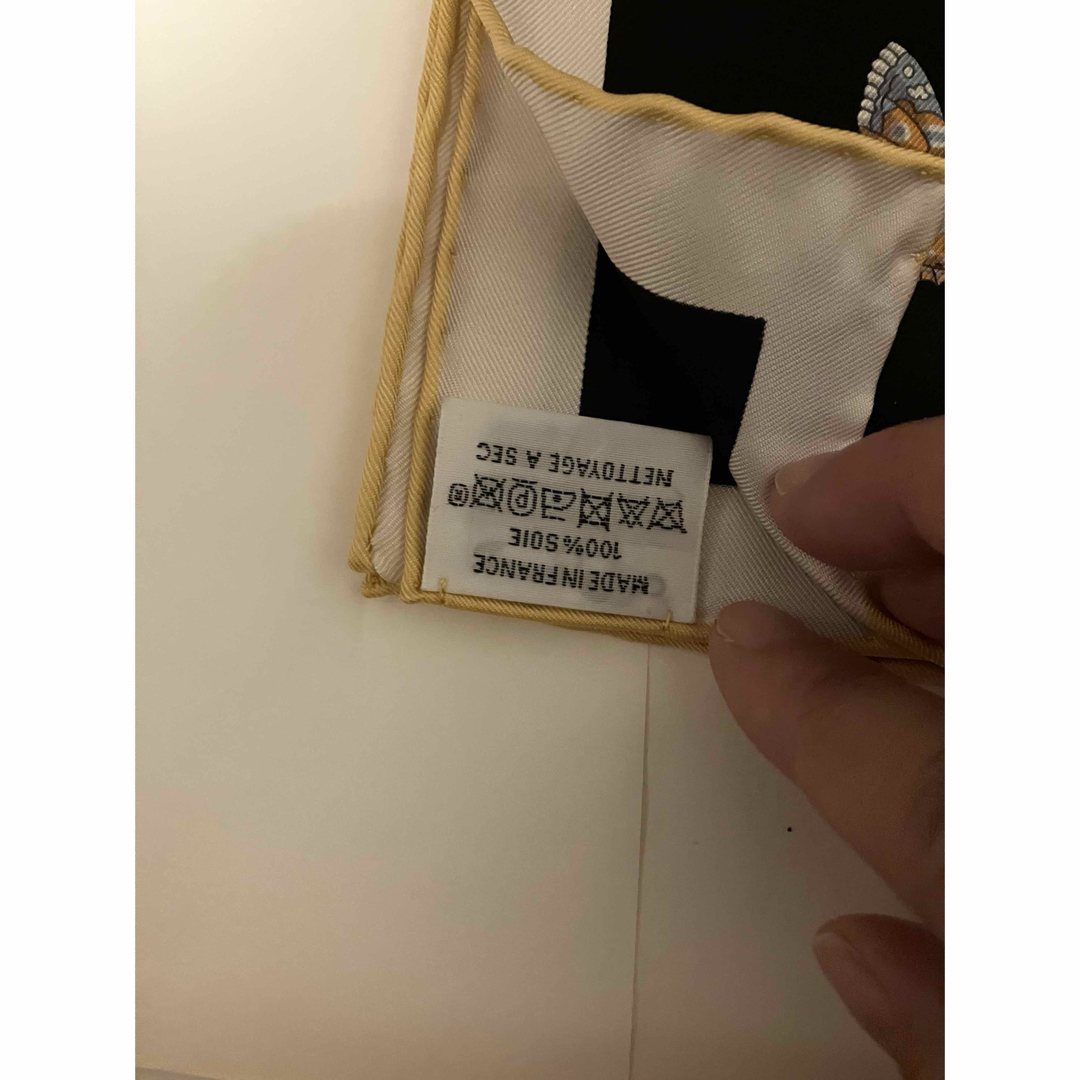 MADE IN FRANCE
100% SOIE
P ®
NETTOYAGE A SEC